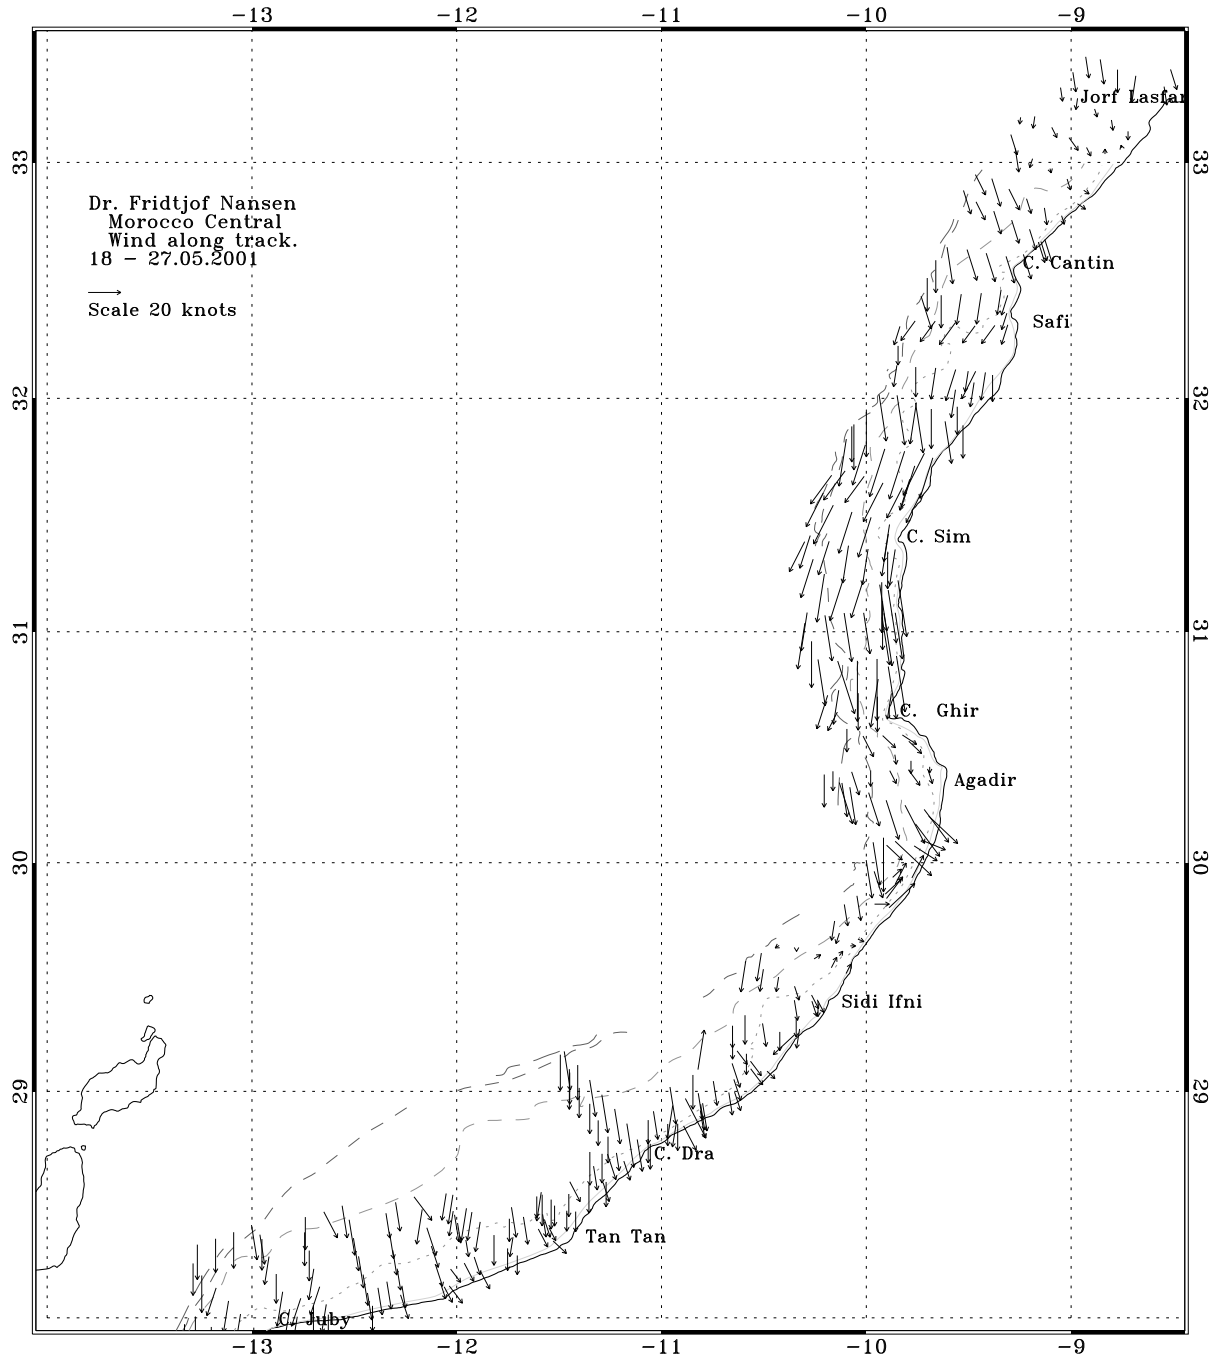 -13 -12 -11 -10 -9
Jorf Lasfar
33 33
Dr. Fridtjof Nansen
Morocco Central
Wind along track.
18 - 27.05.2001
C. Cantin
Scale 20 knots
Safi
32 32
C. Sim
31 31
C. Ghir
Agadir
30 30
Sidi Ifni
29 29
C. Dra
Tan Tan
C. Juby
-13 -12 -11 -10 -9